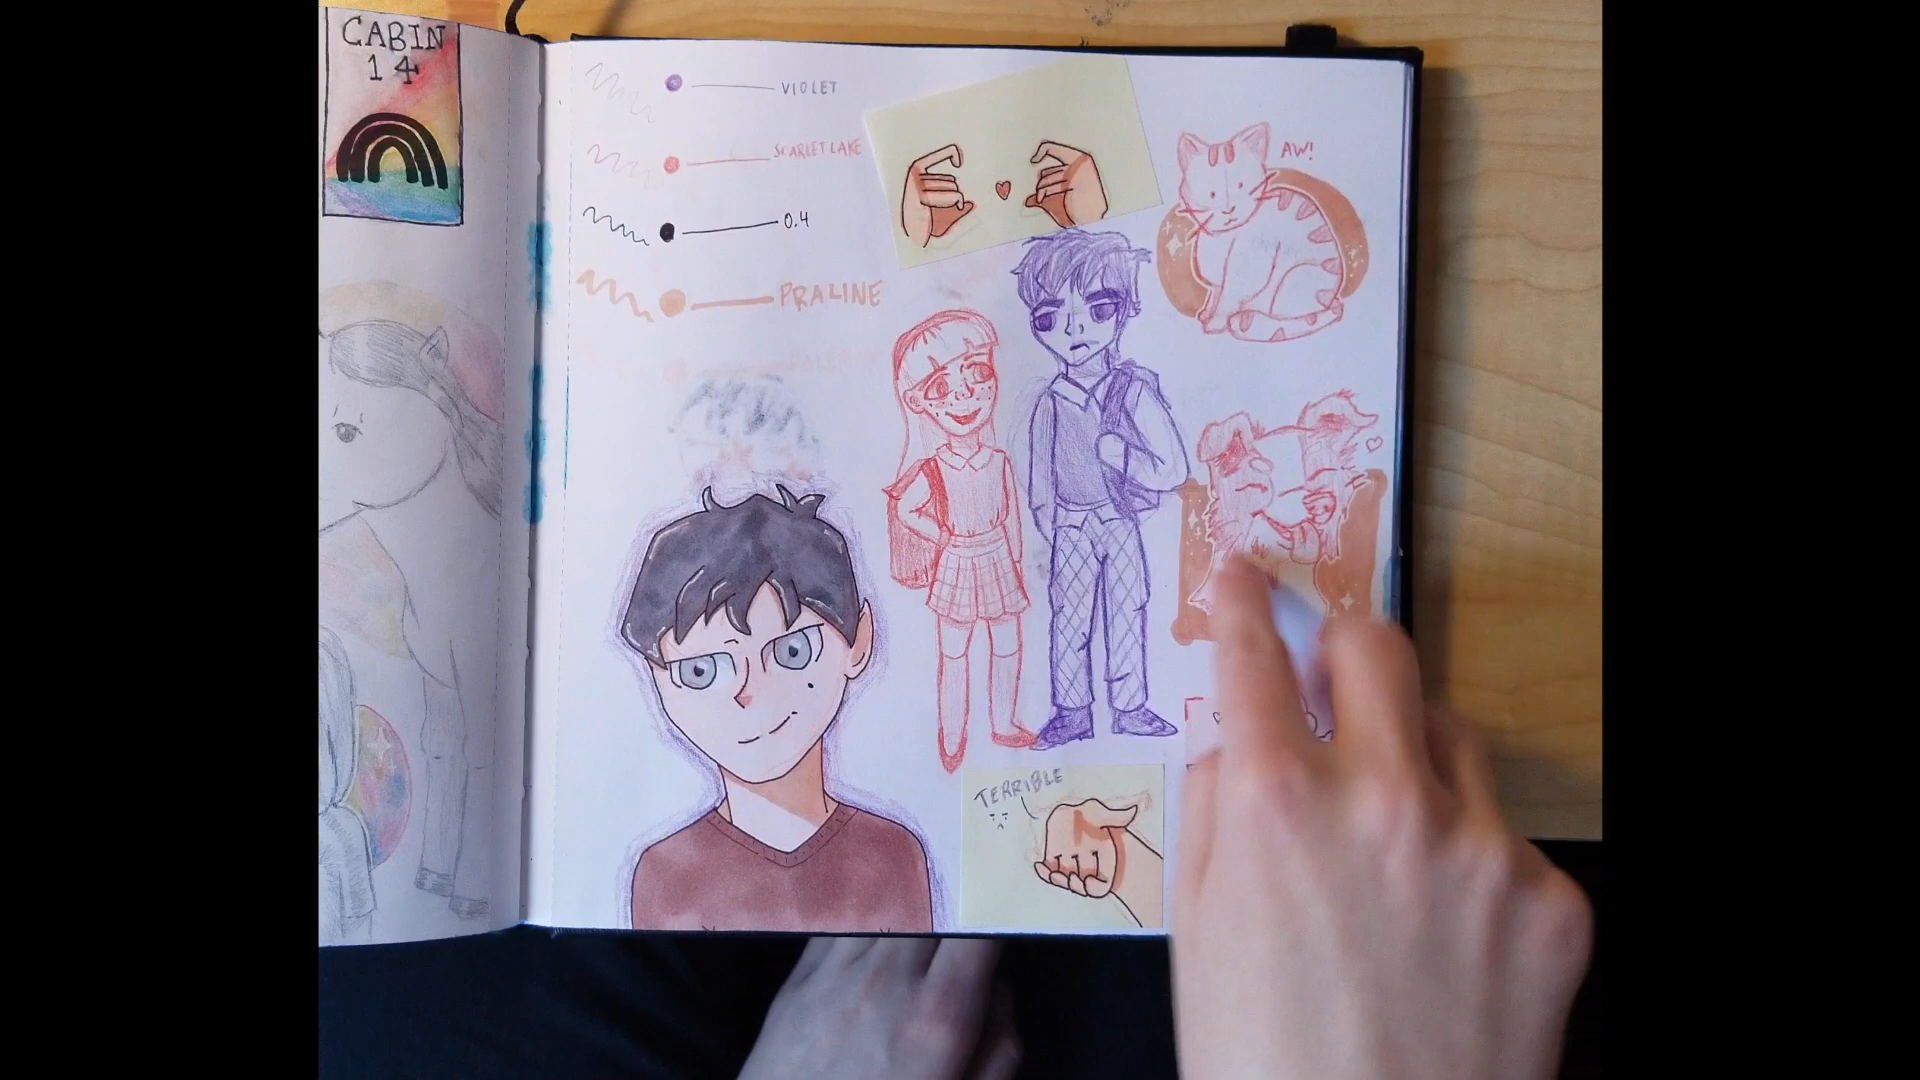 CABIN
14
VIOLET
SCARLET LAKE
0.4
PRALINE
AW!
TERRIBLE